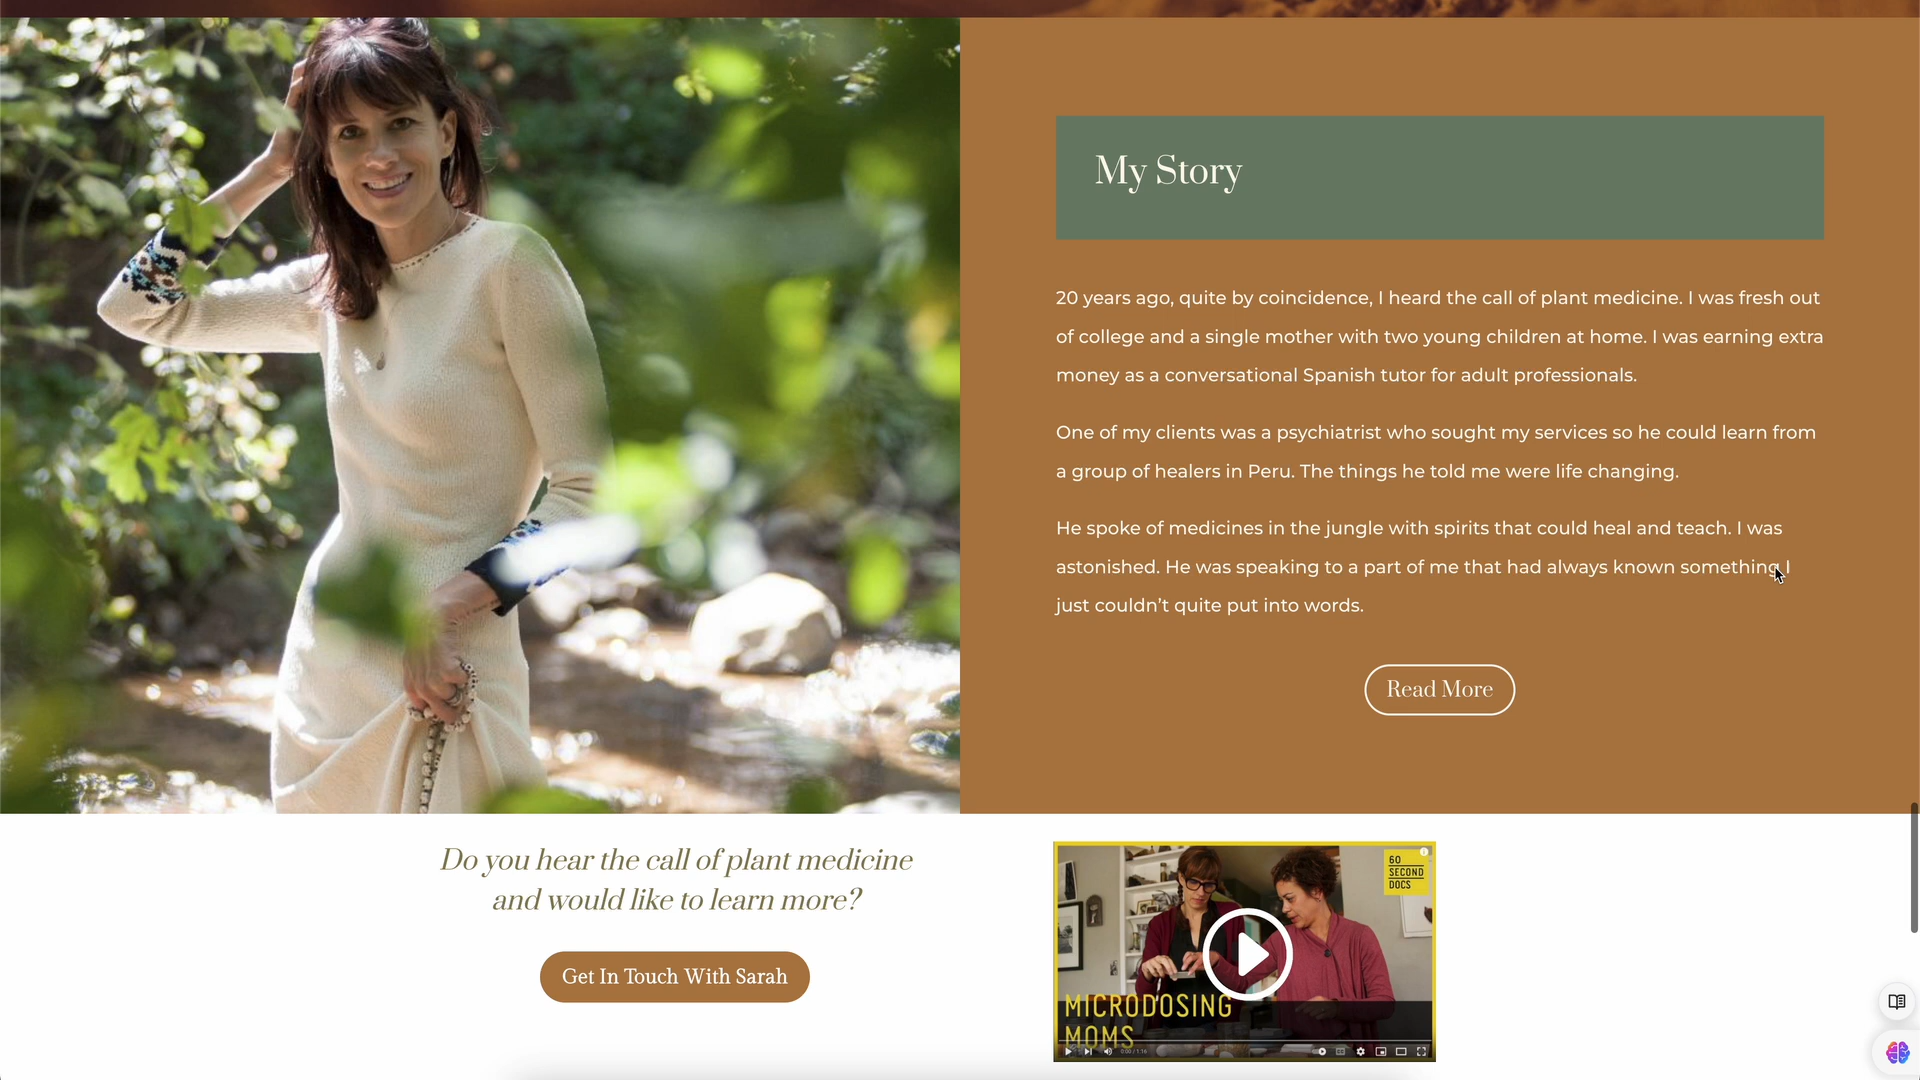 My Story
20 years ago, quite by coincidence, I heard the call of plant medicine. I was fresh out
of college and a single mother with two young children at home. I was earning extra
money as a conversational Spanish tutor for adult professionals.
One of my clients was a psychiatrist who sought my services so he could learn from
a group of healers in Peru. The things he told me were life changing.
He spoke of medicines in the jungle with spirits that could heal and teach. I was
astonished. He was speaking to a part of me that had always known something I
just couldn’t quite put into words.
Read More
Do you hear the call of plant medicine
and would like to learn more?
Get In Touch With Sarah
60
SECOND
DOCS
MICRODOSING
MOMS
0:00 / 1:16